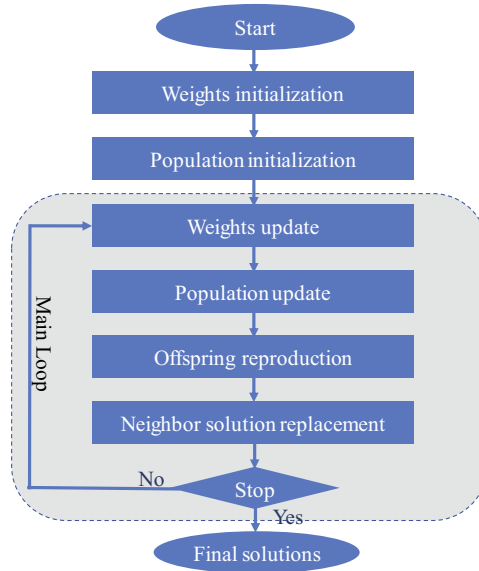 Start
Weights initialization
Population initialization
Weights update
Population update
Offspring reproduction
Neighbor solution replacement
Main Loop
No
Stop
Yes
Final solutions